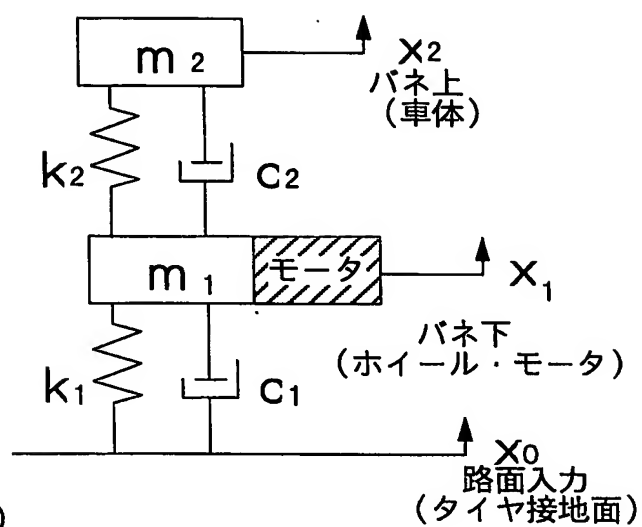 m 2
X2
バネ上
(車体)
k2
C2
m 1
モータ
X1
バネ下
(ホイール・モータ)
k1
C1
X0
路面入力
(タイヤ接地面)
)